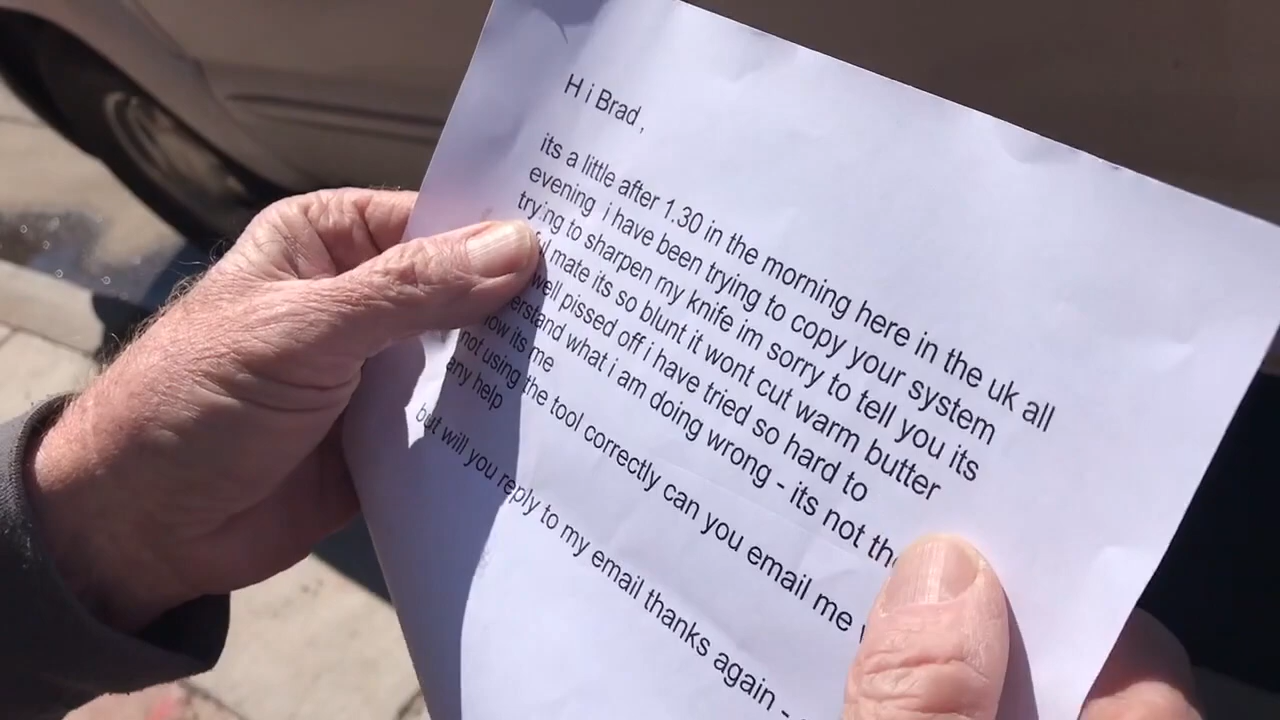 H i Brad ,
its a little after 1.30 in the morning here in the uk all
evening i have been trying to copy your system
trying to sharpen my knife im sorry to tell you its
ful mate its so blunt it wont cut warm butter
well pissed off i have tried so hard to
erstand what i am doing wrong - its not the
ow its me
not using the tool correctly can you email me
any help
but will you reply to my email thanks again -